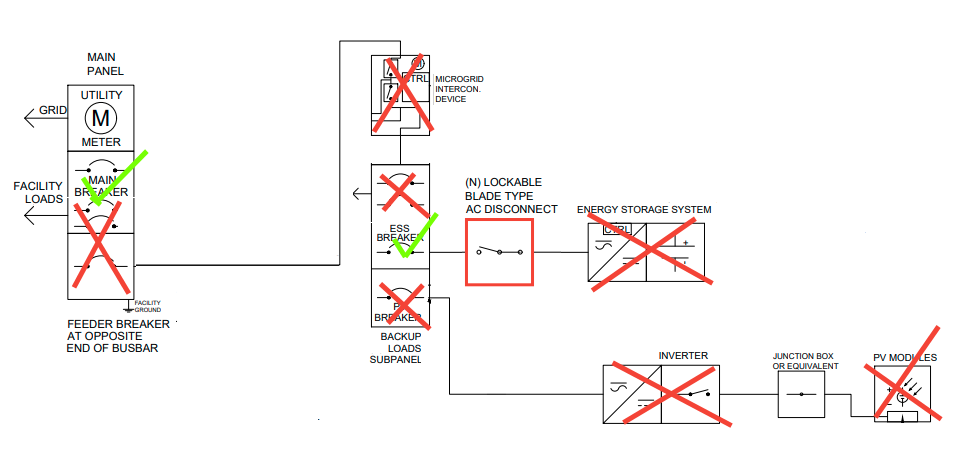 MAIN
PANEL
UTILITY
GRID
M
METER
MAIN
BREAKER
FACILITY
LOADS
FACILITY
GROUND
FEEDER BREAKER
AT OPPOSITE
END OF BUSBAR
CTRL
MICROGRID
INTERCON.
DEVICE
ESS
BREAKER
BREAKER
BACKUP
LOADS
SUBPANEL
(N) LOCKABLE
BLADE TYPE
AC DISCONNECT
ENERGY STORAGE SYSTEM
CTRL
+
INVERTER
JUNCTION BOX
OR EQUIVALENT
PV MODULES
+